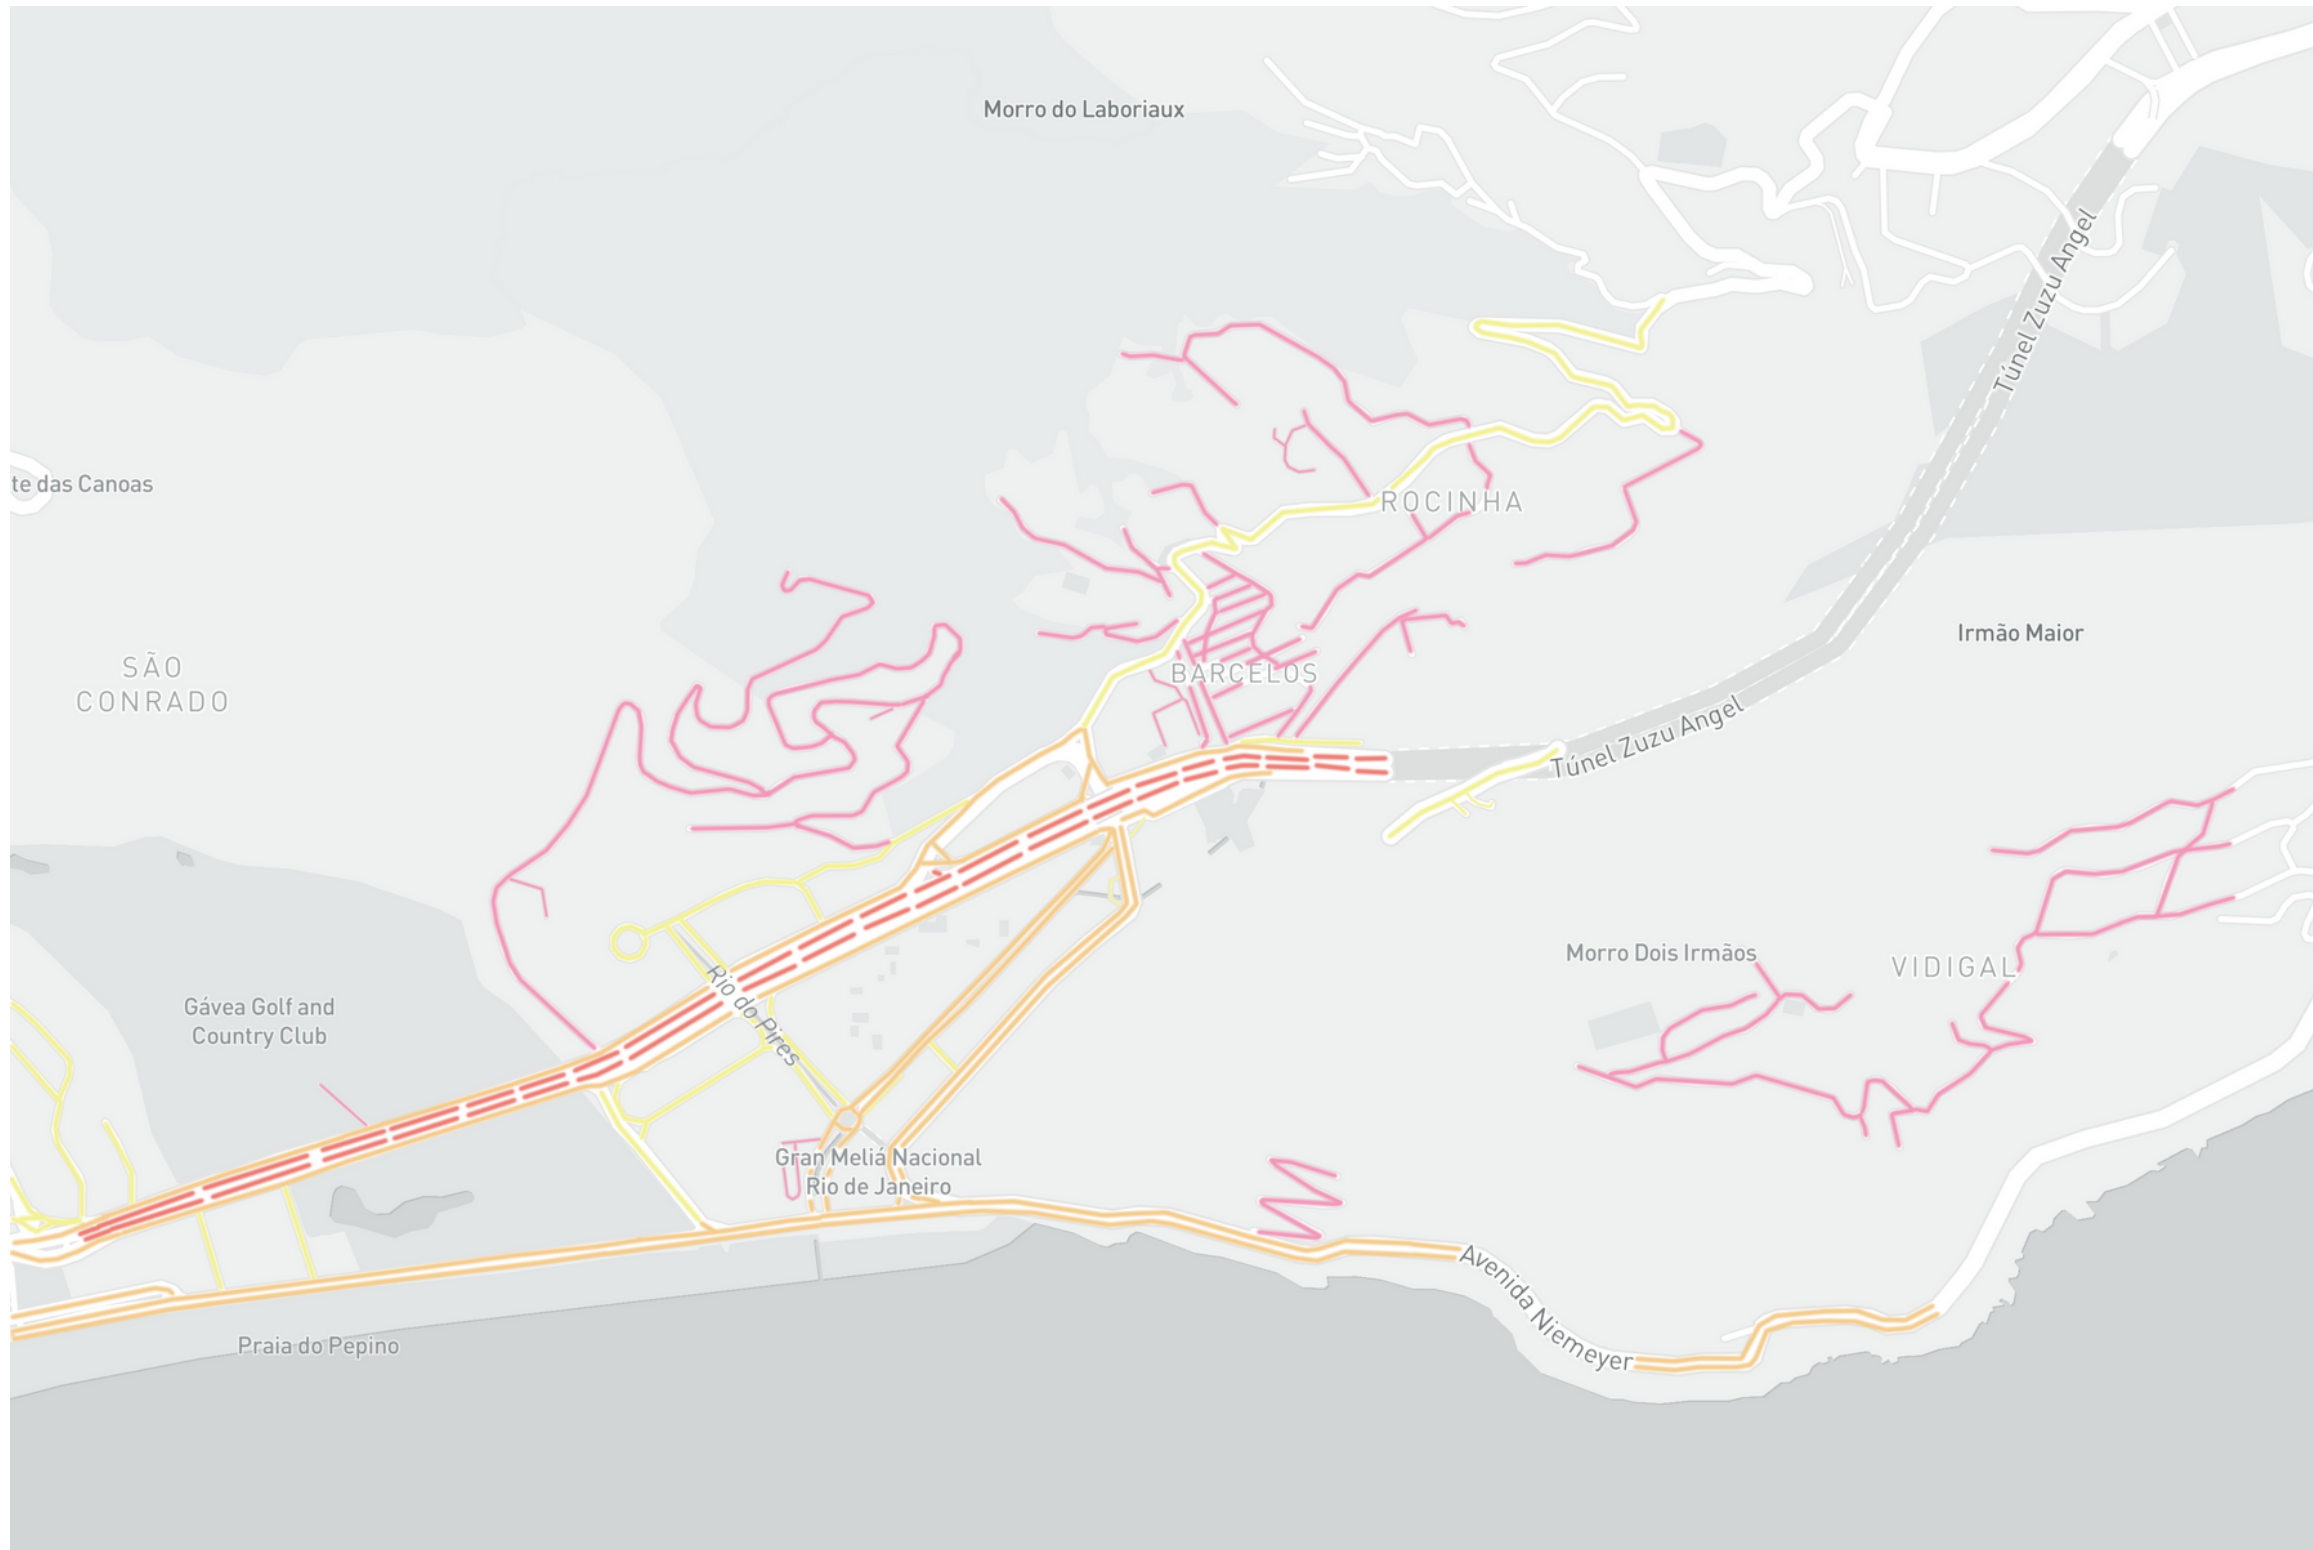 Morro do Laboriaux
Túnel Zuzu Angel
te das Canoas
ROCINHA
SÃO
CONRADO
BARCELOS
Irmão Maior
Túnel Zuzu Angel
Morro Dois Irmãos
VIDIGAL
Rio do Pires
Gávea Golf and
Country Club
Gran Meliá Nacional
Rio de Janeiro
Avenida Niemeyer
Praia do Pepino